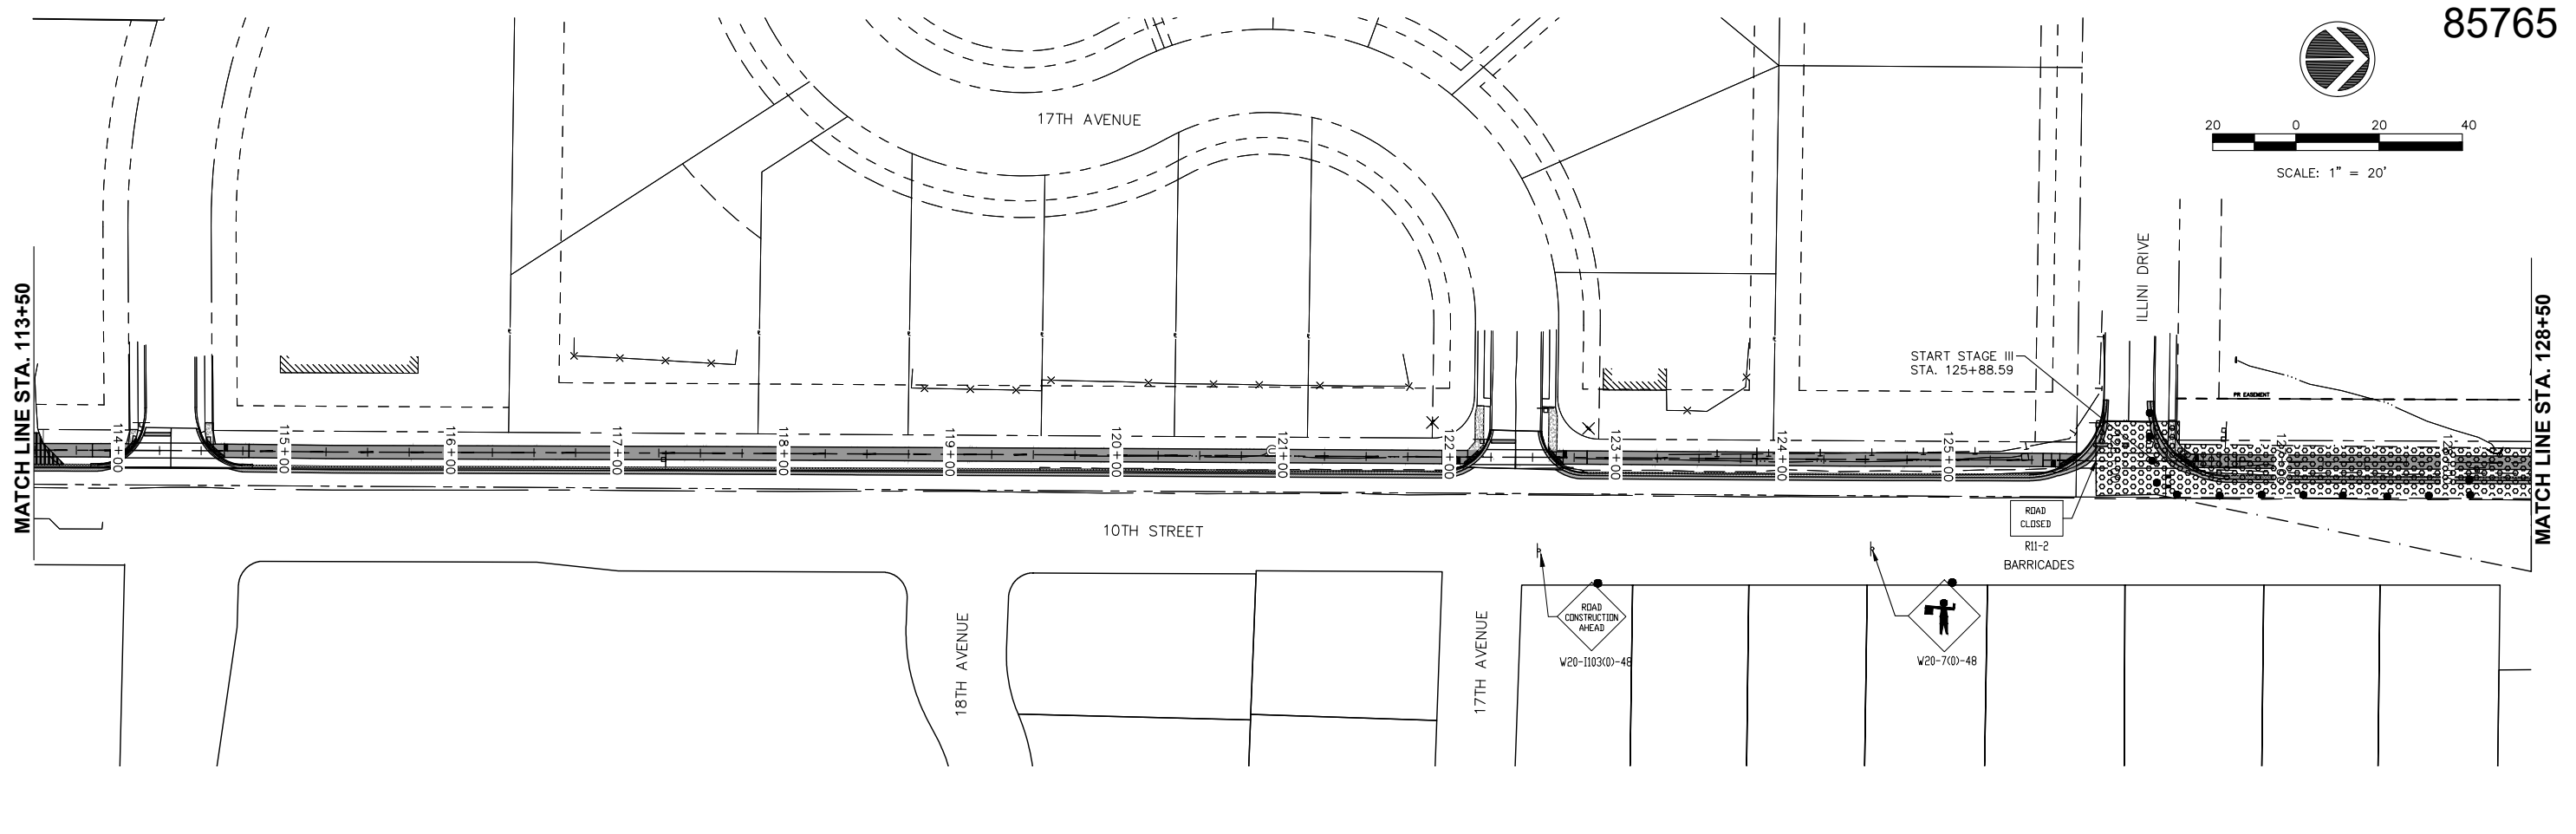 85765
20 0 20 40
SCALE: 1" = 20'
17TH AVENUE
ILLINI DRIVE
MATCH LINE STA. 113+50
MATCH LINE STA. 128+50
START STAGE III
STA. 125+88.59
PR EASEMENT
114+00
115+00
116+00
117+00
118+00
119+00
120+00
121+00
122+00
123+00
124+00
125+00
10TH STREET
ROAD
CLOSED
R11-2
BARRICADES
18TH AVENUE
17TH AVENUE
ROAD
CONSTRUCTION
AHEAD
W20-I103(O)-48
W20-7(O)-48